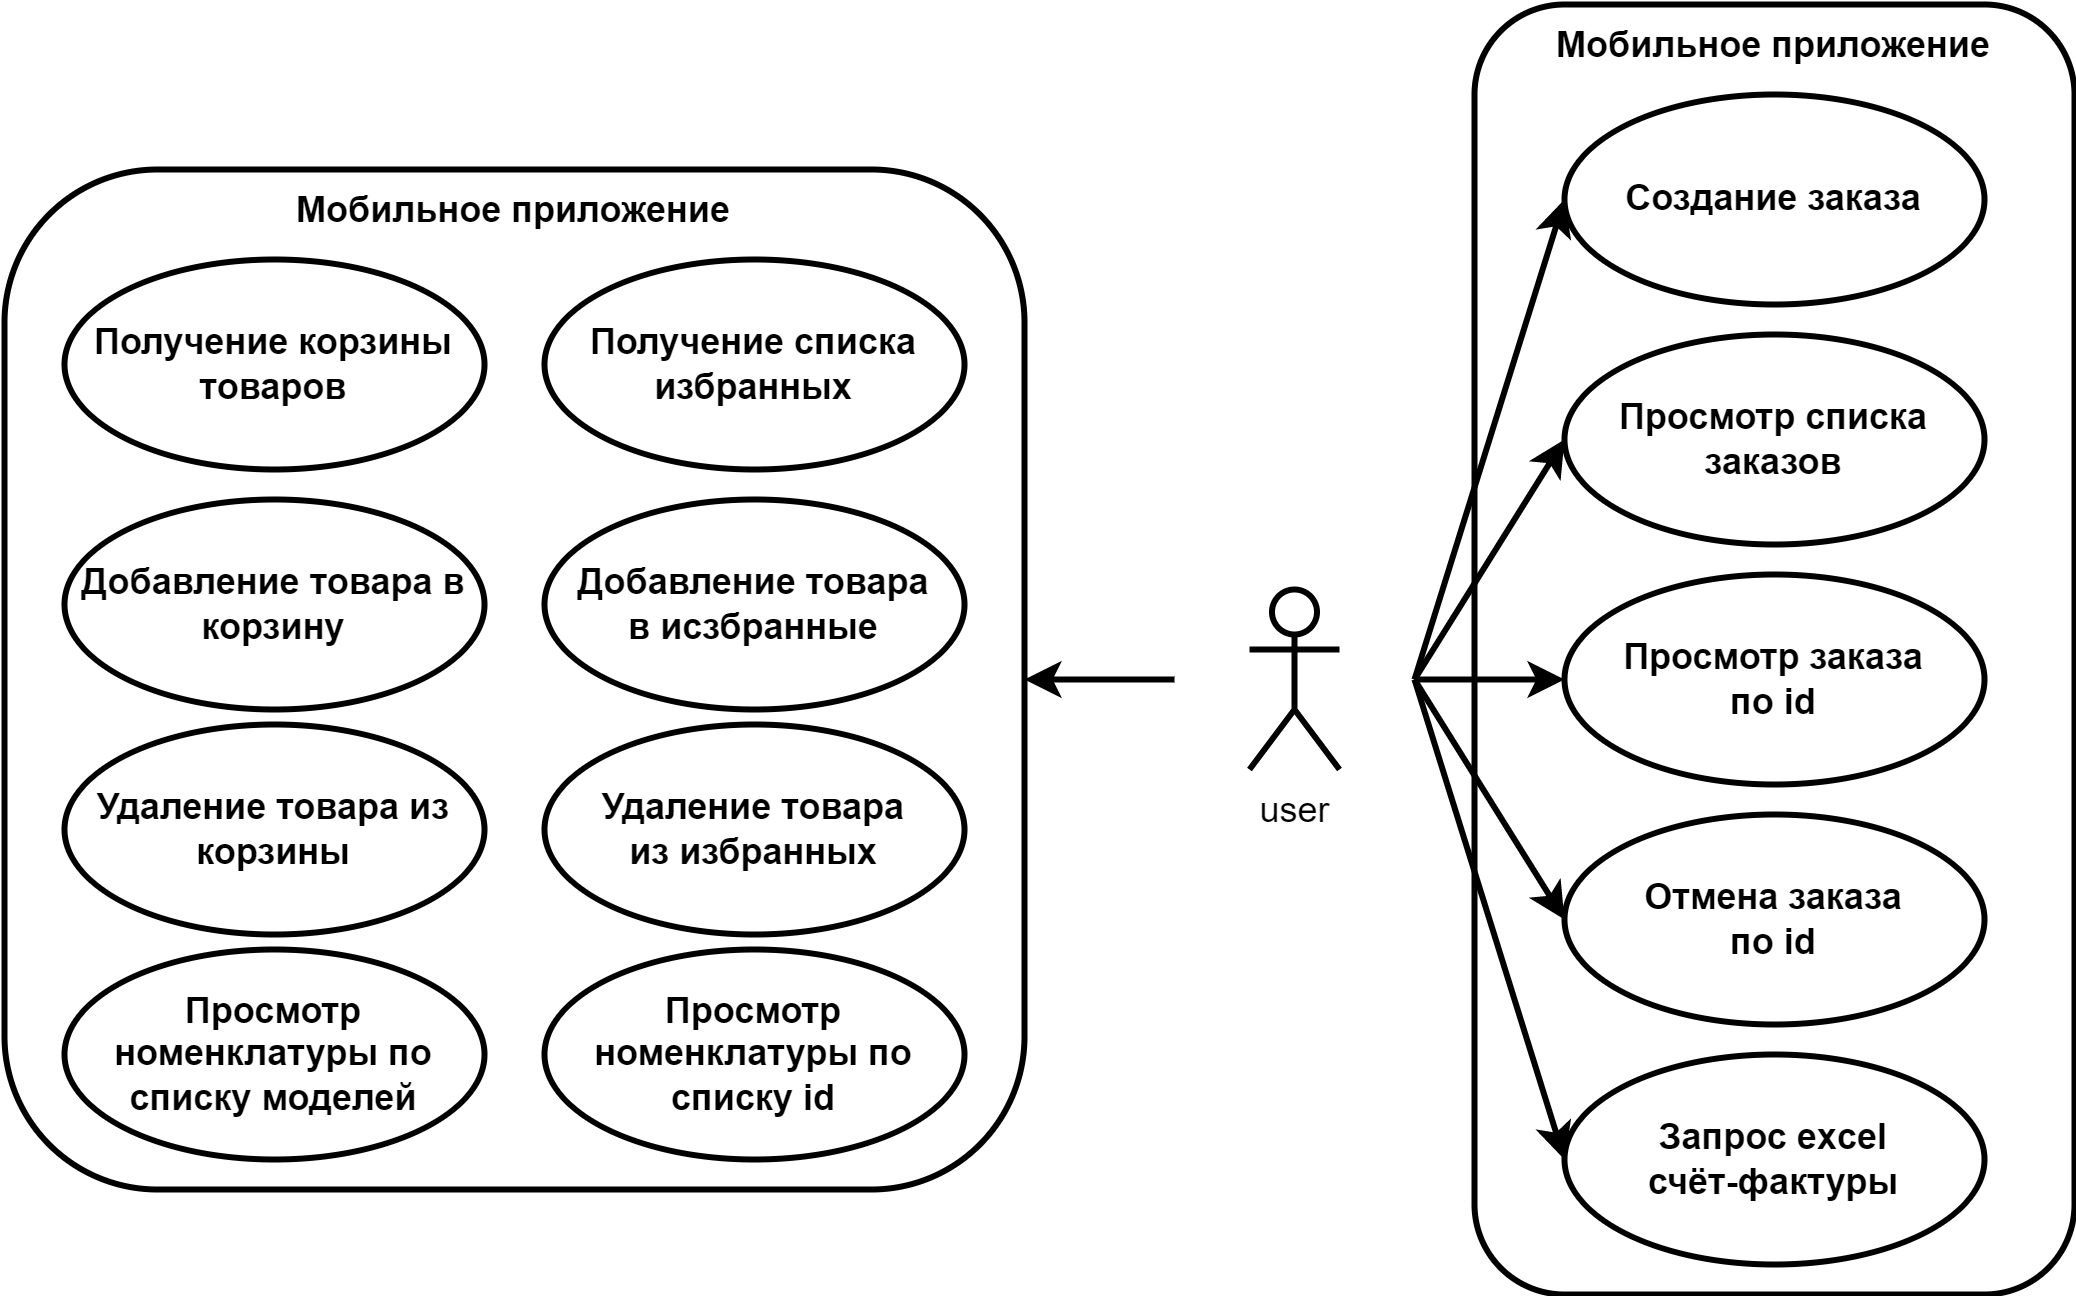 Мобильное приложение
Получение корзины
товаров
Получение списка
избранных
Добавление товара в
корзину
Добавление товара
в исзбранные
Удаление товара из
корзины
Удаление товара
из избранных
Просмотр
номенклатуры по
списку моделей
Просмотр
номенклатуры по
списку id
user
Мобильное приложение
Создание заказа
Просмотр списка
заказов
Просмотр заказа
по id
Отмена заказа
по id
Запрос excel
счёт-фактуры